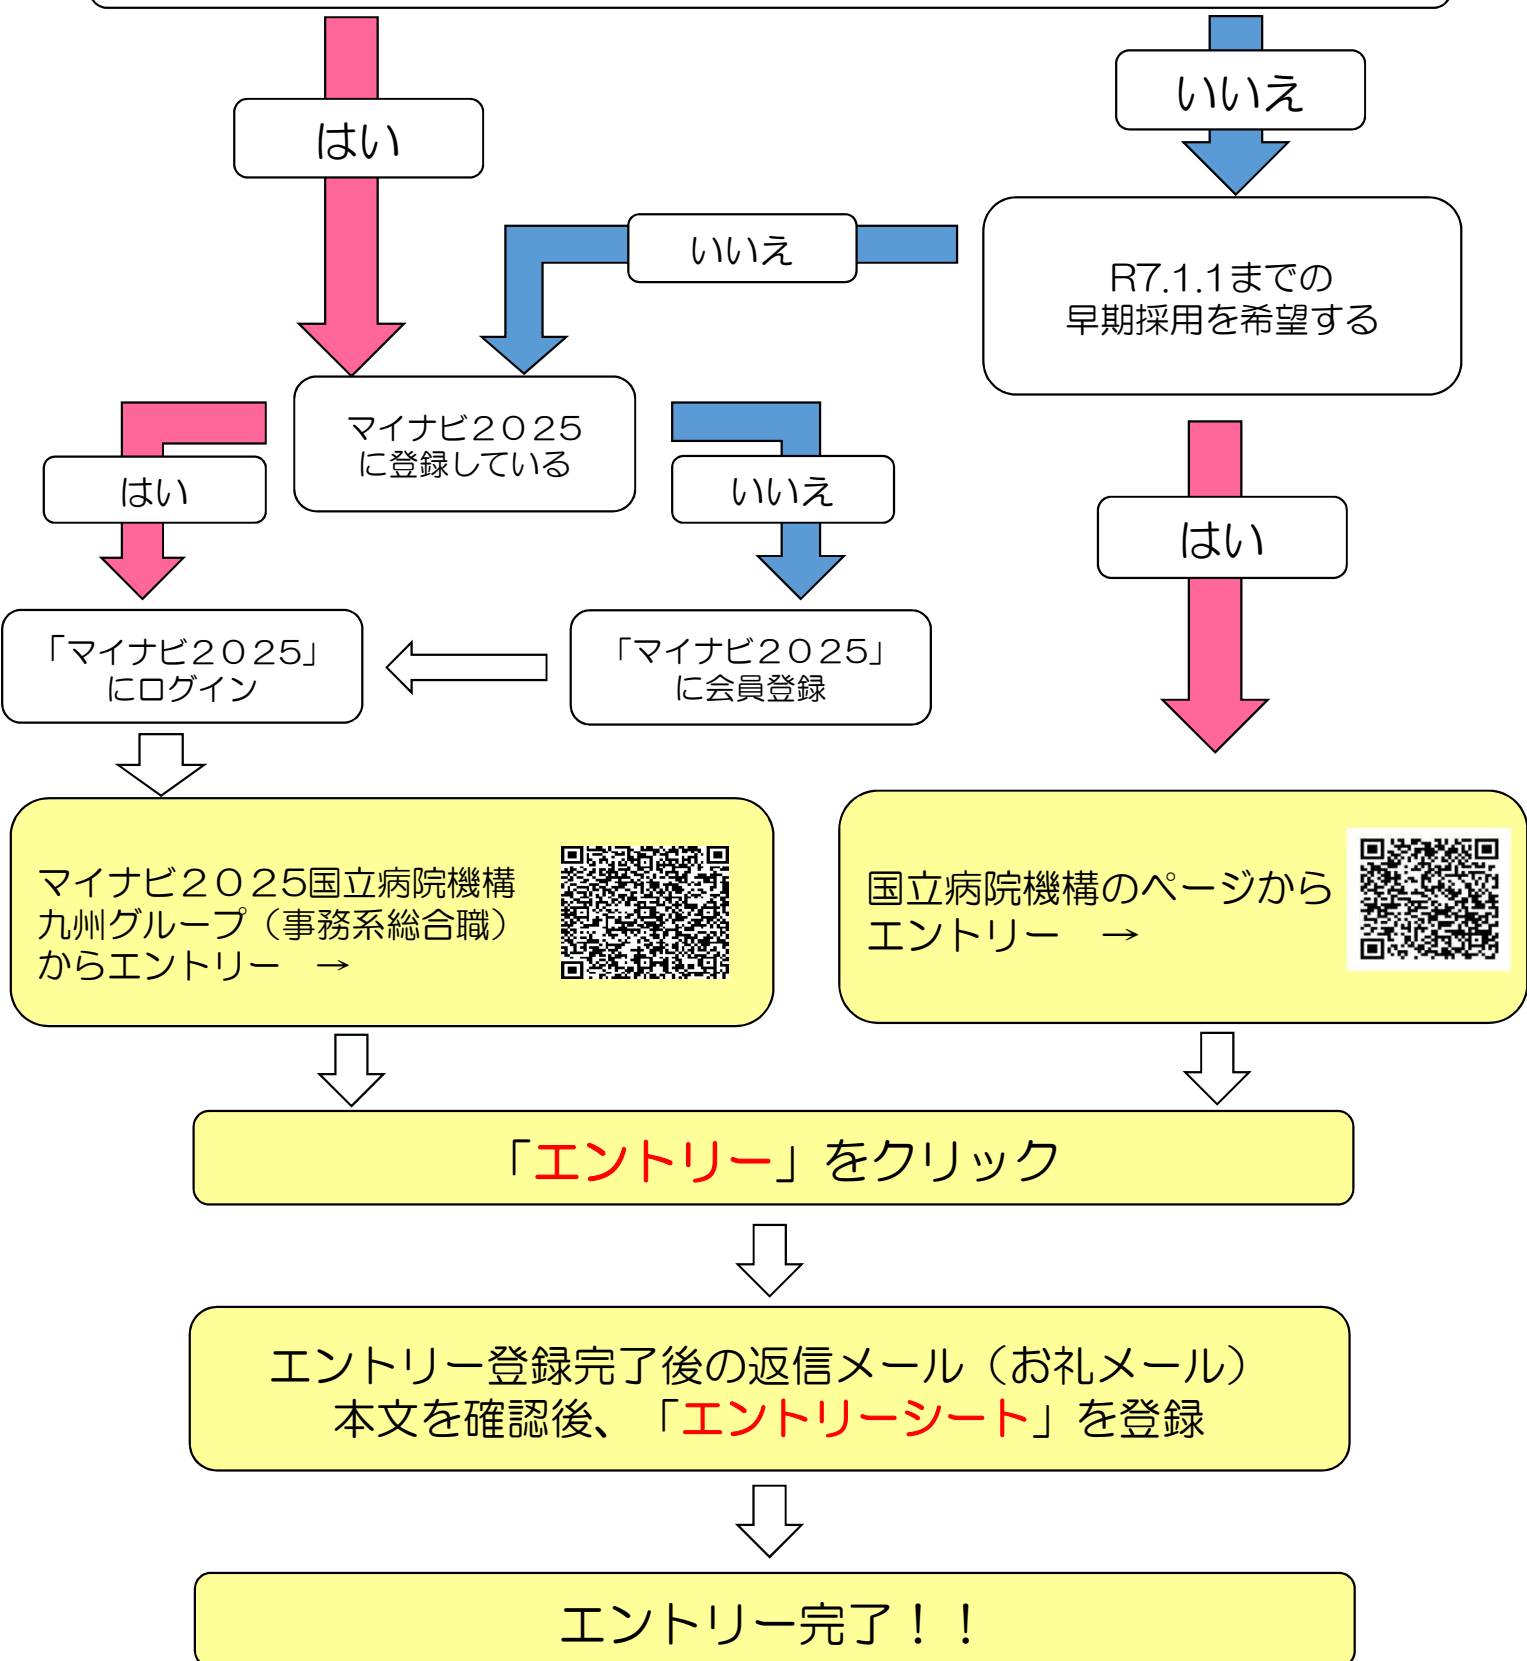 はい
いいえ
いいえ
R7.1.1までの
早期採用を希望する
マイナビ２０２５
に登録している
はい
いいえ
はい
「マイナビ２０２５」
にログイン
「マイナビ２０２５」
に会員登録
マイナビ２０２５国立病院機構
九州グループ（事務系総合職）
からエントリー　→
国立病院機構のページから
エントリー　→
「エントリー」をクリック
エントリー登録完了後の返信メール（お礼メール）
本文を確認後、「エントリーシート」を登録
エントリー完了！！